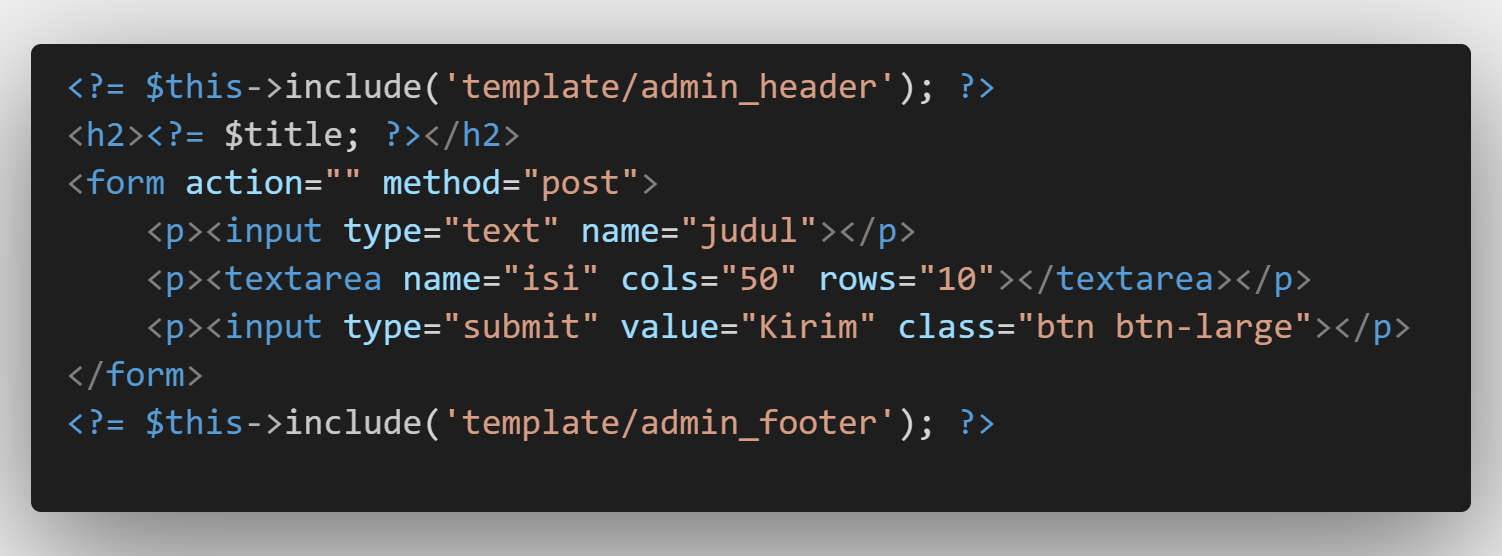 <?= $this->include('template/admin_header'); ?>
<h2><?= $title; ?></h2>
<form action="" method="post">
    <p><input type="text" name="judul"></p>
    <p><textarea name="isi" cols="50" rows="10"></textarea></p>
    <p><input type="submit" value="Kirim" class="btn btn-large"></p>
</form>
<?= $this->include('template/admin_footer'); ?>